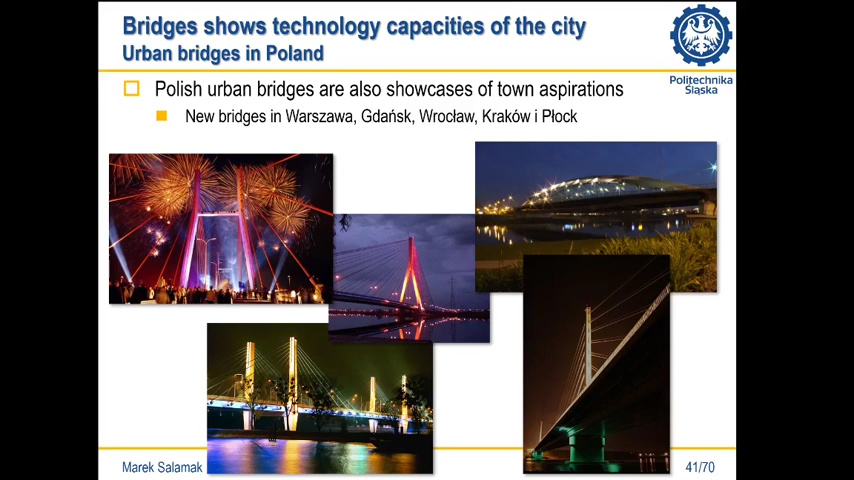 Bridges shows technology capacities of the city
Urban bridges in Poland
Politechnika
Śląska
Polish urban bridges are also showcases of town aspirations
New bridges in Warszawa, Gdańsk, Wrocław, Kraków i Płock
Marek Salamak
41/70